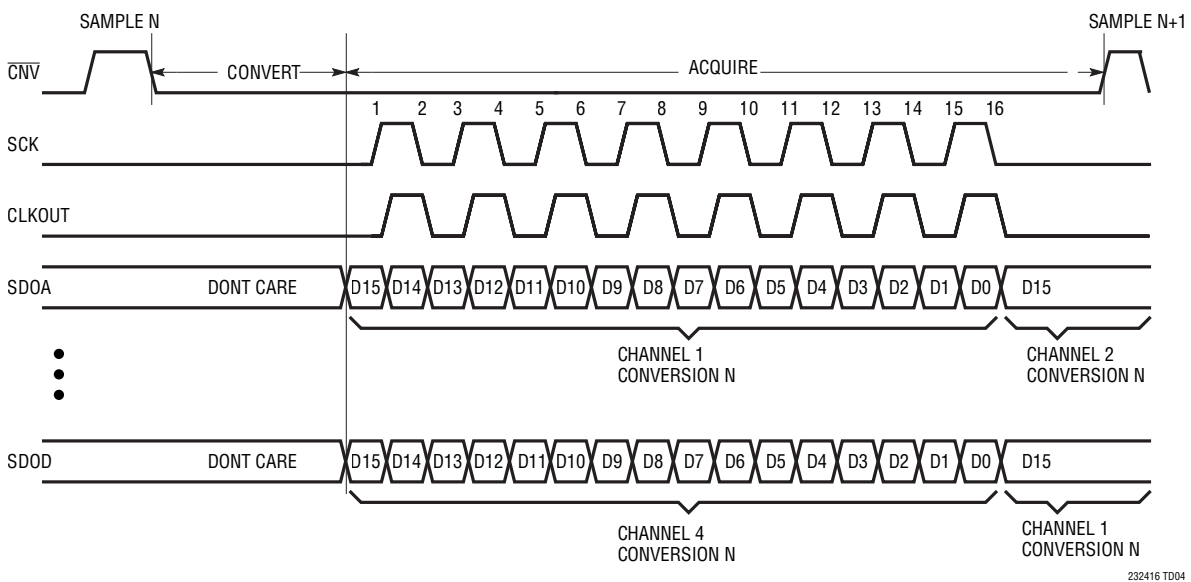 SAMPLE N SAMPLE N+1
CNV CONVERT ACQUIRE
1 2 3 4 5 6 7 8 9 10 11 12 13 14 15 16
SCK
CLKOUT
SDOA DONT CARE D15 D14 D13 D12 D11 D10 D9 D8 D7 D6 D5 D4 D3 D2 D1 D0 D15
CHANNEL 1 CHANNEL 2
CONVERSION N CONVERSION N
SDOD DONT CARE D15 D14 D13 D12 D11 D10 D9 D8 D7 D6 D5 D4 D3 D2 D1 D0 D15
CHANNEL 4 CHANNEL 1
CONVERSION N CONVERSION N
232416 TD04